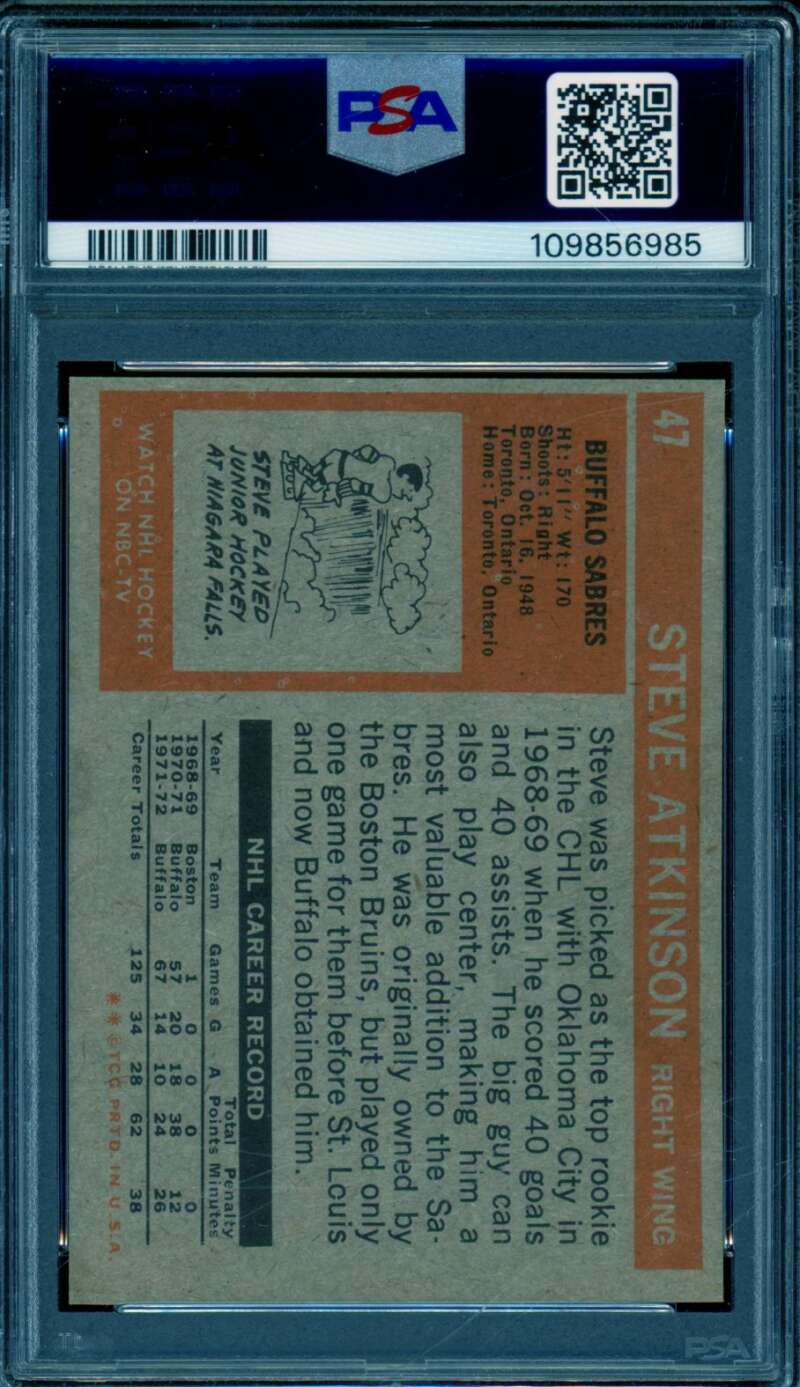 PSA
109856985
47 STEVE ATKINSON RIGHT WING
BUFFALO SABRES
Ht: 5'11" Wt: 170
Shoots: Right
Born: Oct. 16, 1948
Toronto, Ontario
Home: Toronto, Ontario
STEVE PLAYED
JUNIOR HOCKEY
AT NIAGARA FALLS.
WATCH NHL HOCKEY
ON NBC-TV
Steve was picked as the top rookie
in the CHL with Oklahoma City in
1968-69 when he scored 40 goals
and 40 assists. The big guy can
also play center, making him a
most valuable addition to the Sa-
bres. He was originally owned by
the Boston Bruins, but played only
one game for them before St. Louis
and now Buffalo obtained him.
NHL CAREER RECORD
Total Penalty
Year Team Games G A Points Minutes
1968-69 Boston 1 0 0 0 0
1970-71 Buffalo 57 20 18 38 12
1971-72 Buffalo 67 14 10 24 26
Career Totals 125 34 28 62 38
**©TCG PRTD. IN U.S.A.
PSA